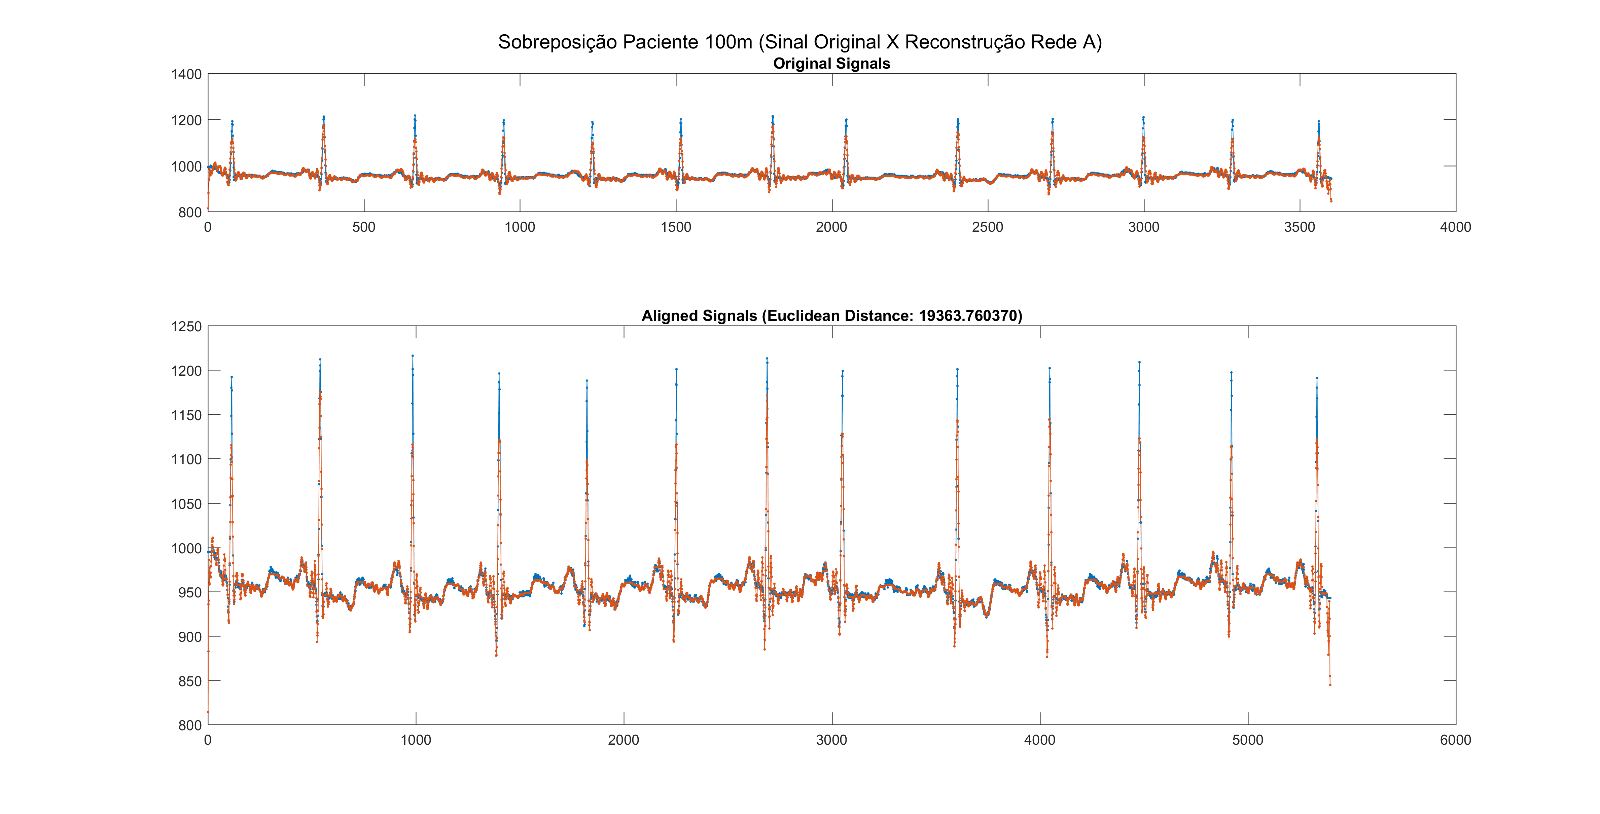 Sobreposição Paciente 100m (Sinal Original X Reconstrução Rede A)
Original Signals
1400
1200
1000
800
0 500 1000 1500 2000 2500 3000 3500 4000
Aligned Signals (Euclidean Distance: 19363.760370)
1250
1200
1150
1100
1050
1000
950
900
850
800
0 1000 2000 3000 4000 5000 6000